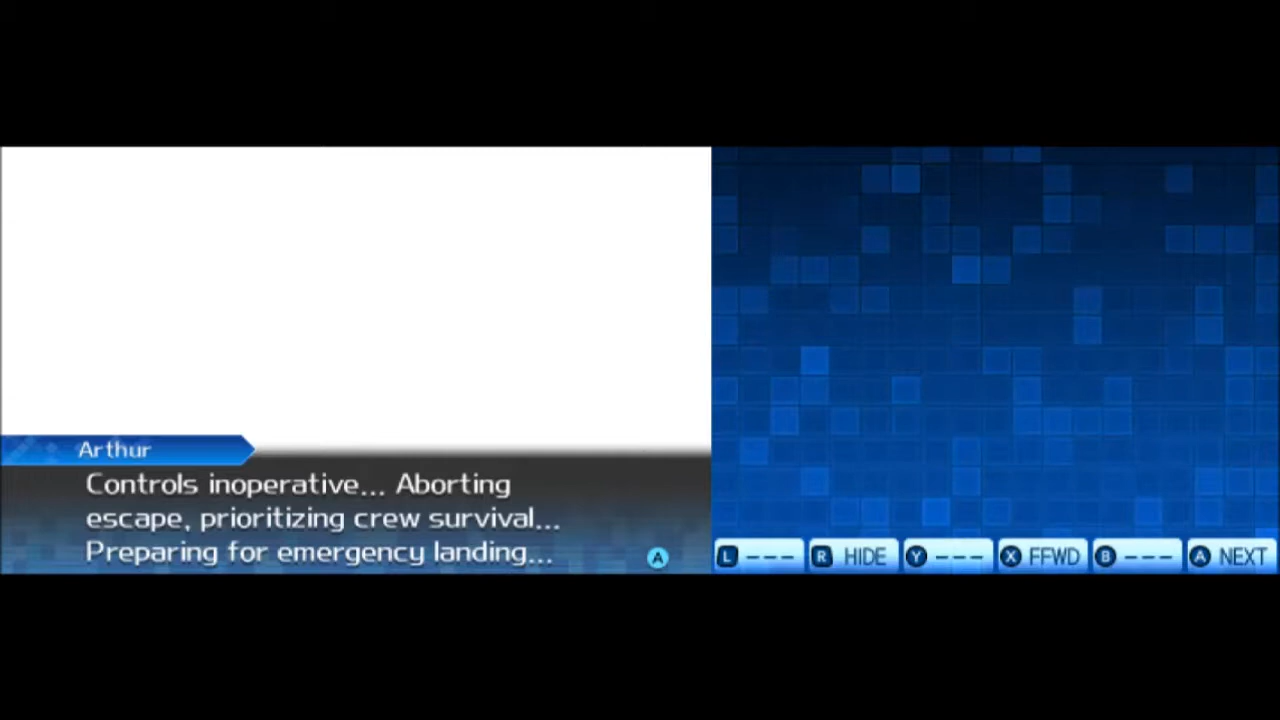 Arthur
Controls inoperative... Aborting
escape, prioritizing crew survival...
Preparing for emergency landing...
A
L --- R HIDE Y --- X FFWD B --- A NEXT